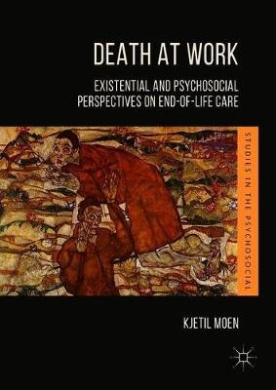 DEATH AT WORK
EXISTENTIAL AND PSYCHOSOCIAL
PERSPECTIVES ON END-OF-LIFE CARE
STUDIES IN THE PSYCHOSOCIAL
KJETIL MOEN